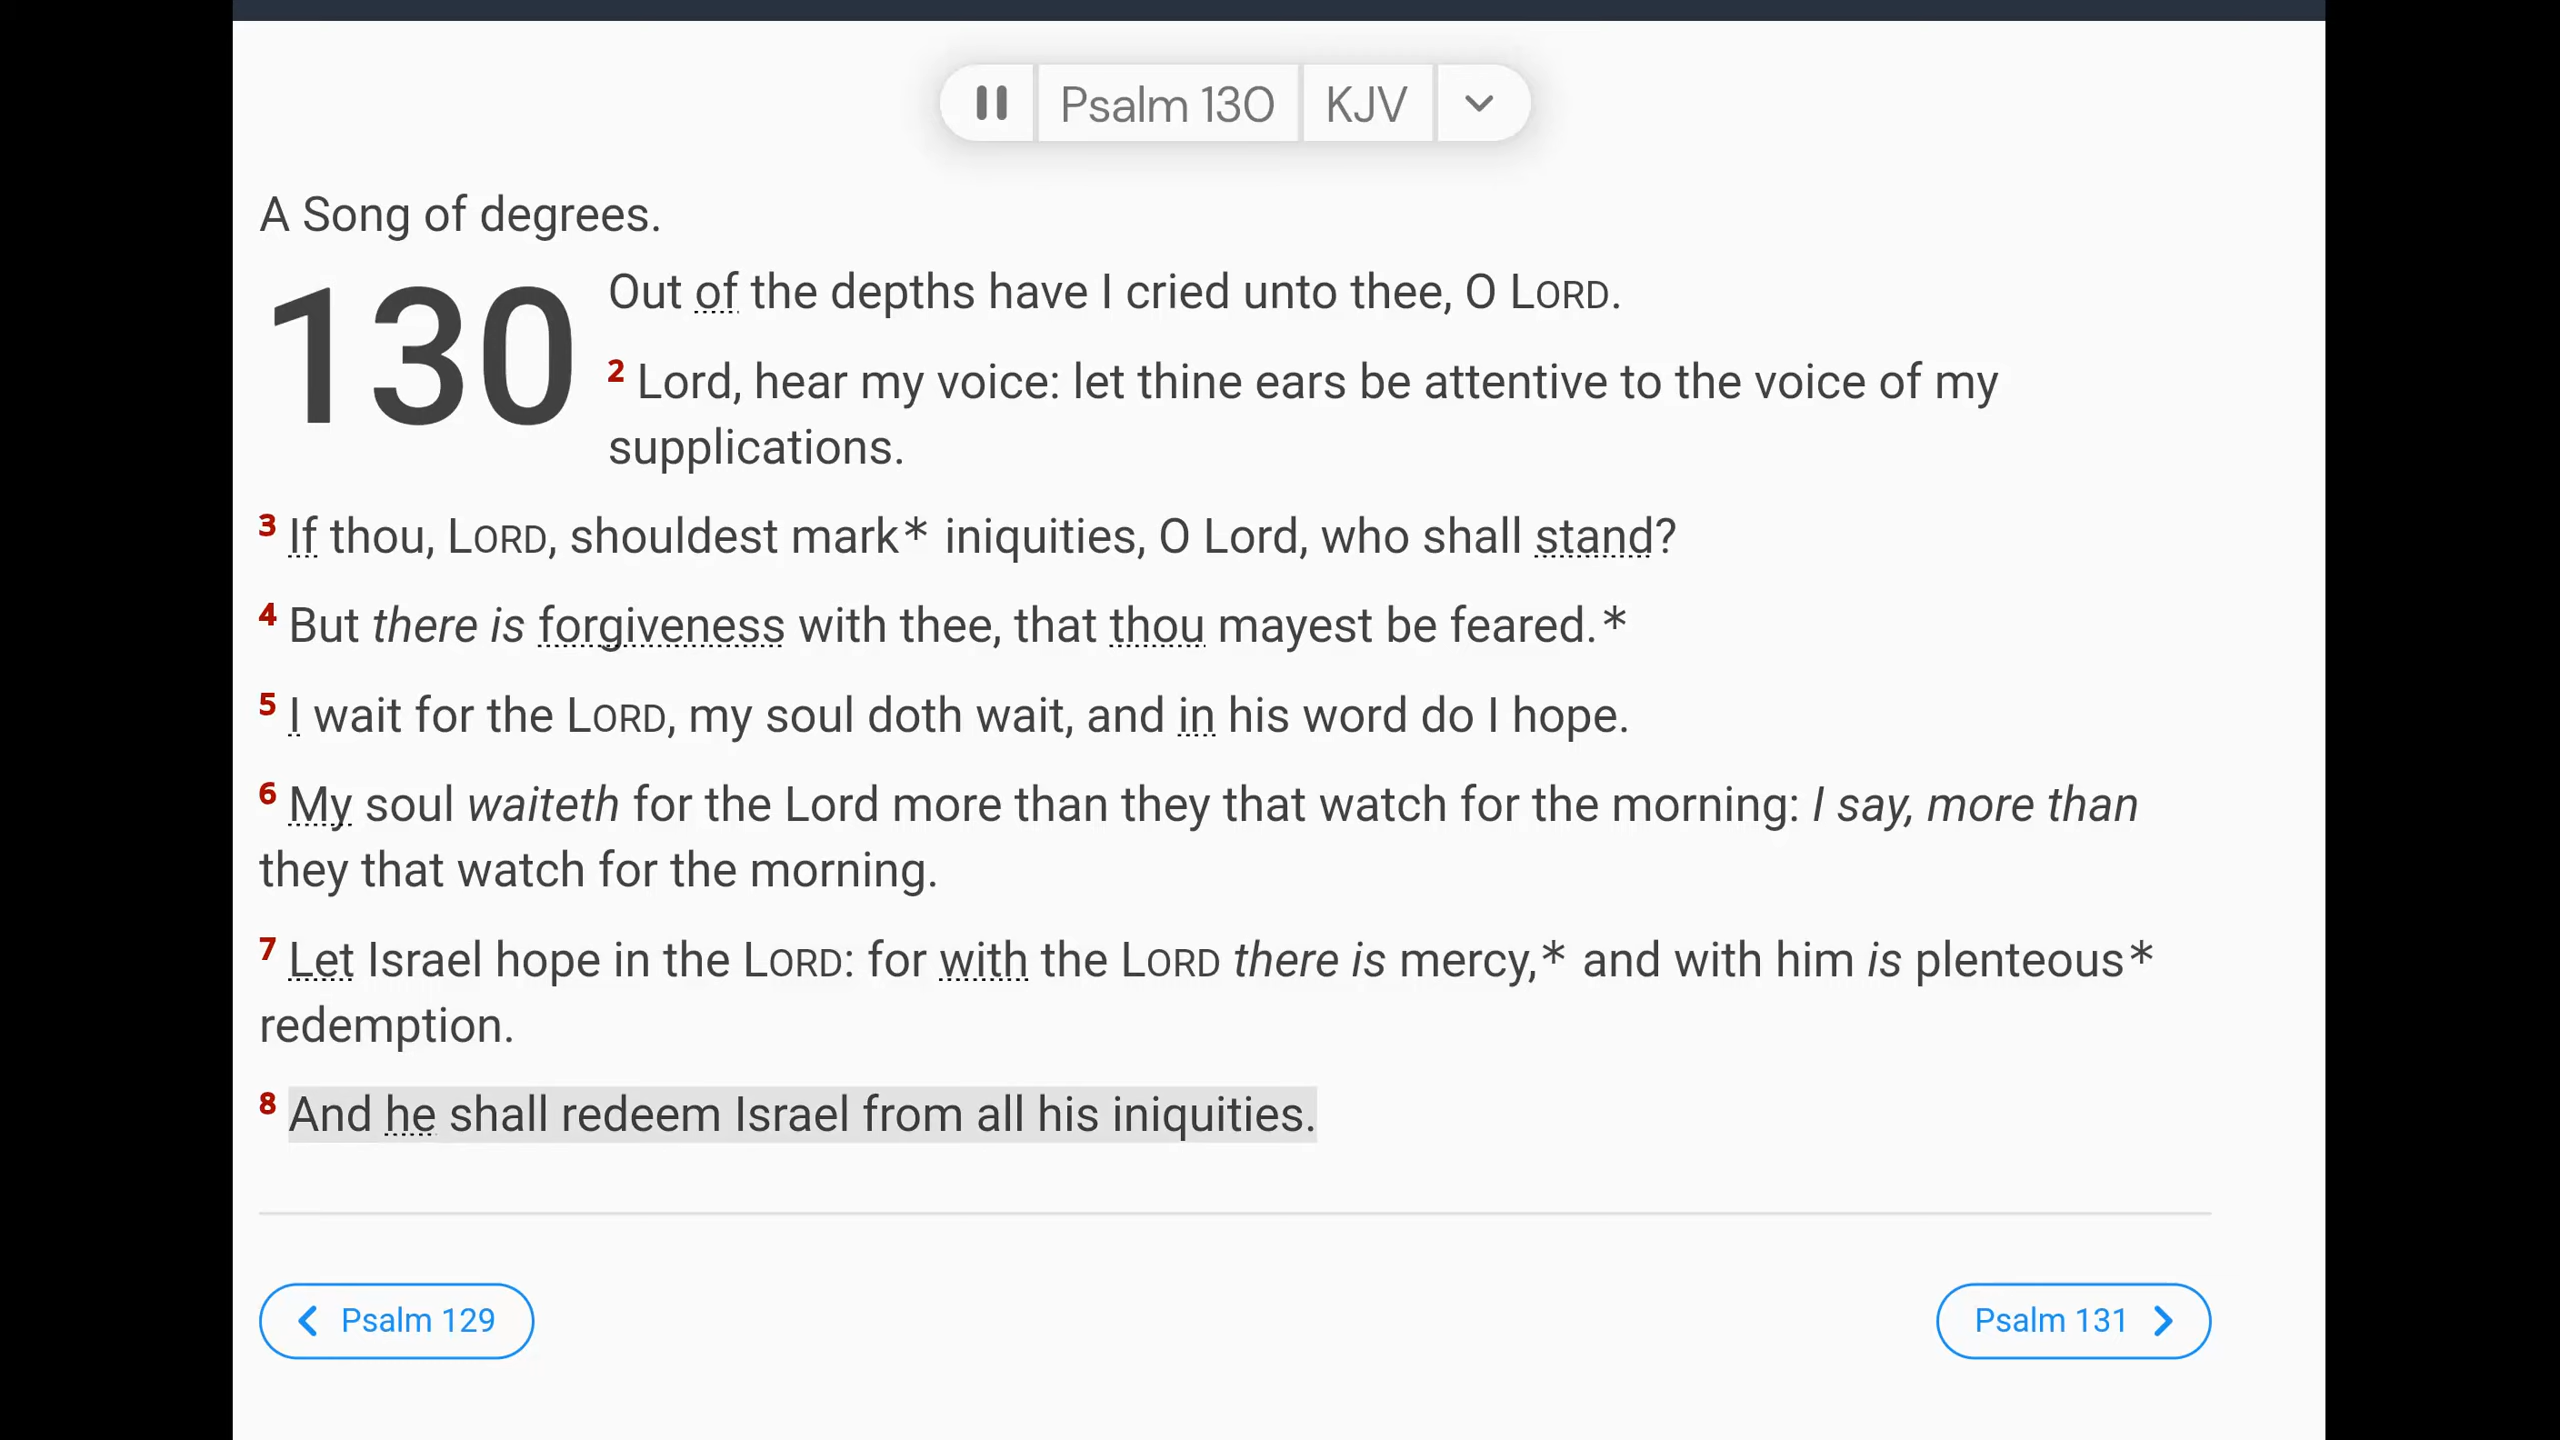 Psalm 130 KJV
A Song of degrees.
130 Out of the depths have I cried unto thee, O LORD.
2 Lord, hear my voice: let thine ears be attentive to the voice of my
supplications.
3 If thou, LORD, shouldest mark* iniquities, O Lord, who shall stand?
4 But there is forgiveness with thee, that thou mayest be feared.*
5 I wait for the LORD, my soul doth wait, and in his word do I hope.
6 My soul waiteth for the Lord more than they that watch for the morning: I say, more than
they that watch for the morning.
7 Let Israel hope in the LORD: for with the LORD there is mercy,* and with him is plenteous*
redemption.
8 And he shall redeem Israel from all his iniquities.
Psalm 129
Psalm 131